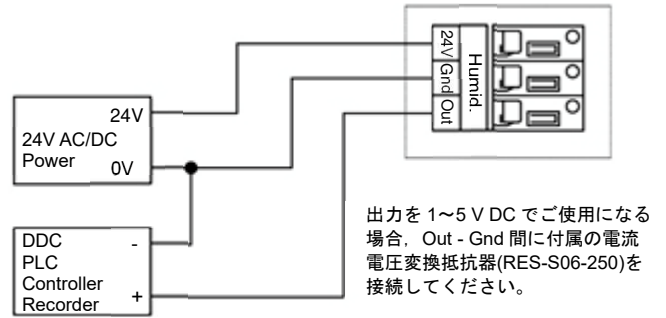 24V
Gnd
Out
Humid.
24V
24V AC/DC
Power
0V
DDC
PLC
Controller
Recorder
-
+
出力を 1～5 V DC でご使用になる
場合，Out - Gnd 間に付属の電流
電圧変換抵抗器(RES-S06-250)を
接続してください。